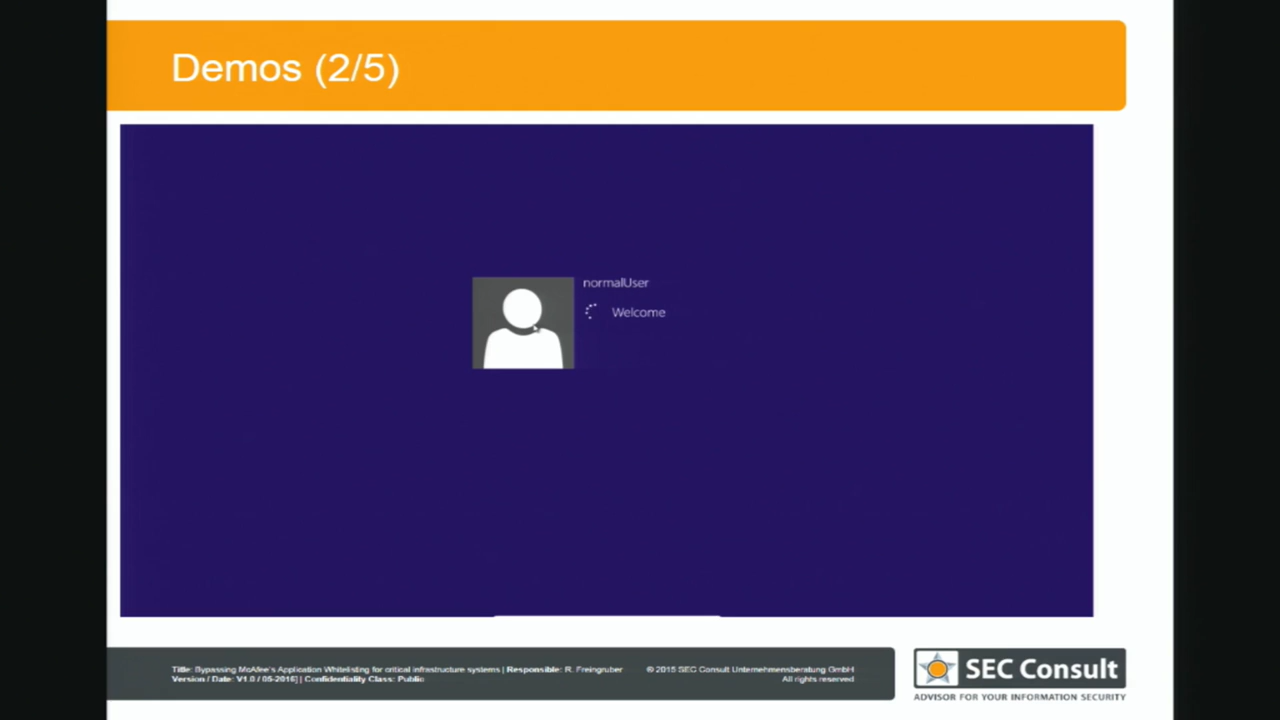 Demos (2/5)
normalUser
Welcome
Title: Bypassing McAfee's Application Whitelisting for critical infrastructure systems | Responsible: R. Freingruber
Version / Date: V1.0 / 05-2016] | Confidentiality Class: Public
© 2015 SEC Consult Unternehmensberatung GmbH
All rights reserved
SEC Consult
ADVISOR FOR YOUR INFORMATION SECURITY